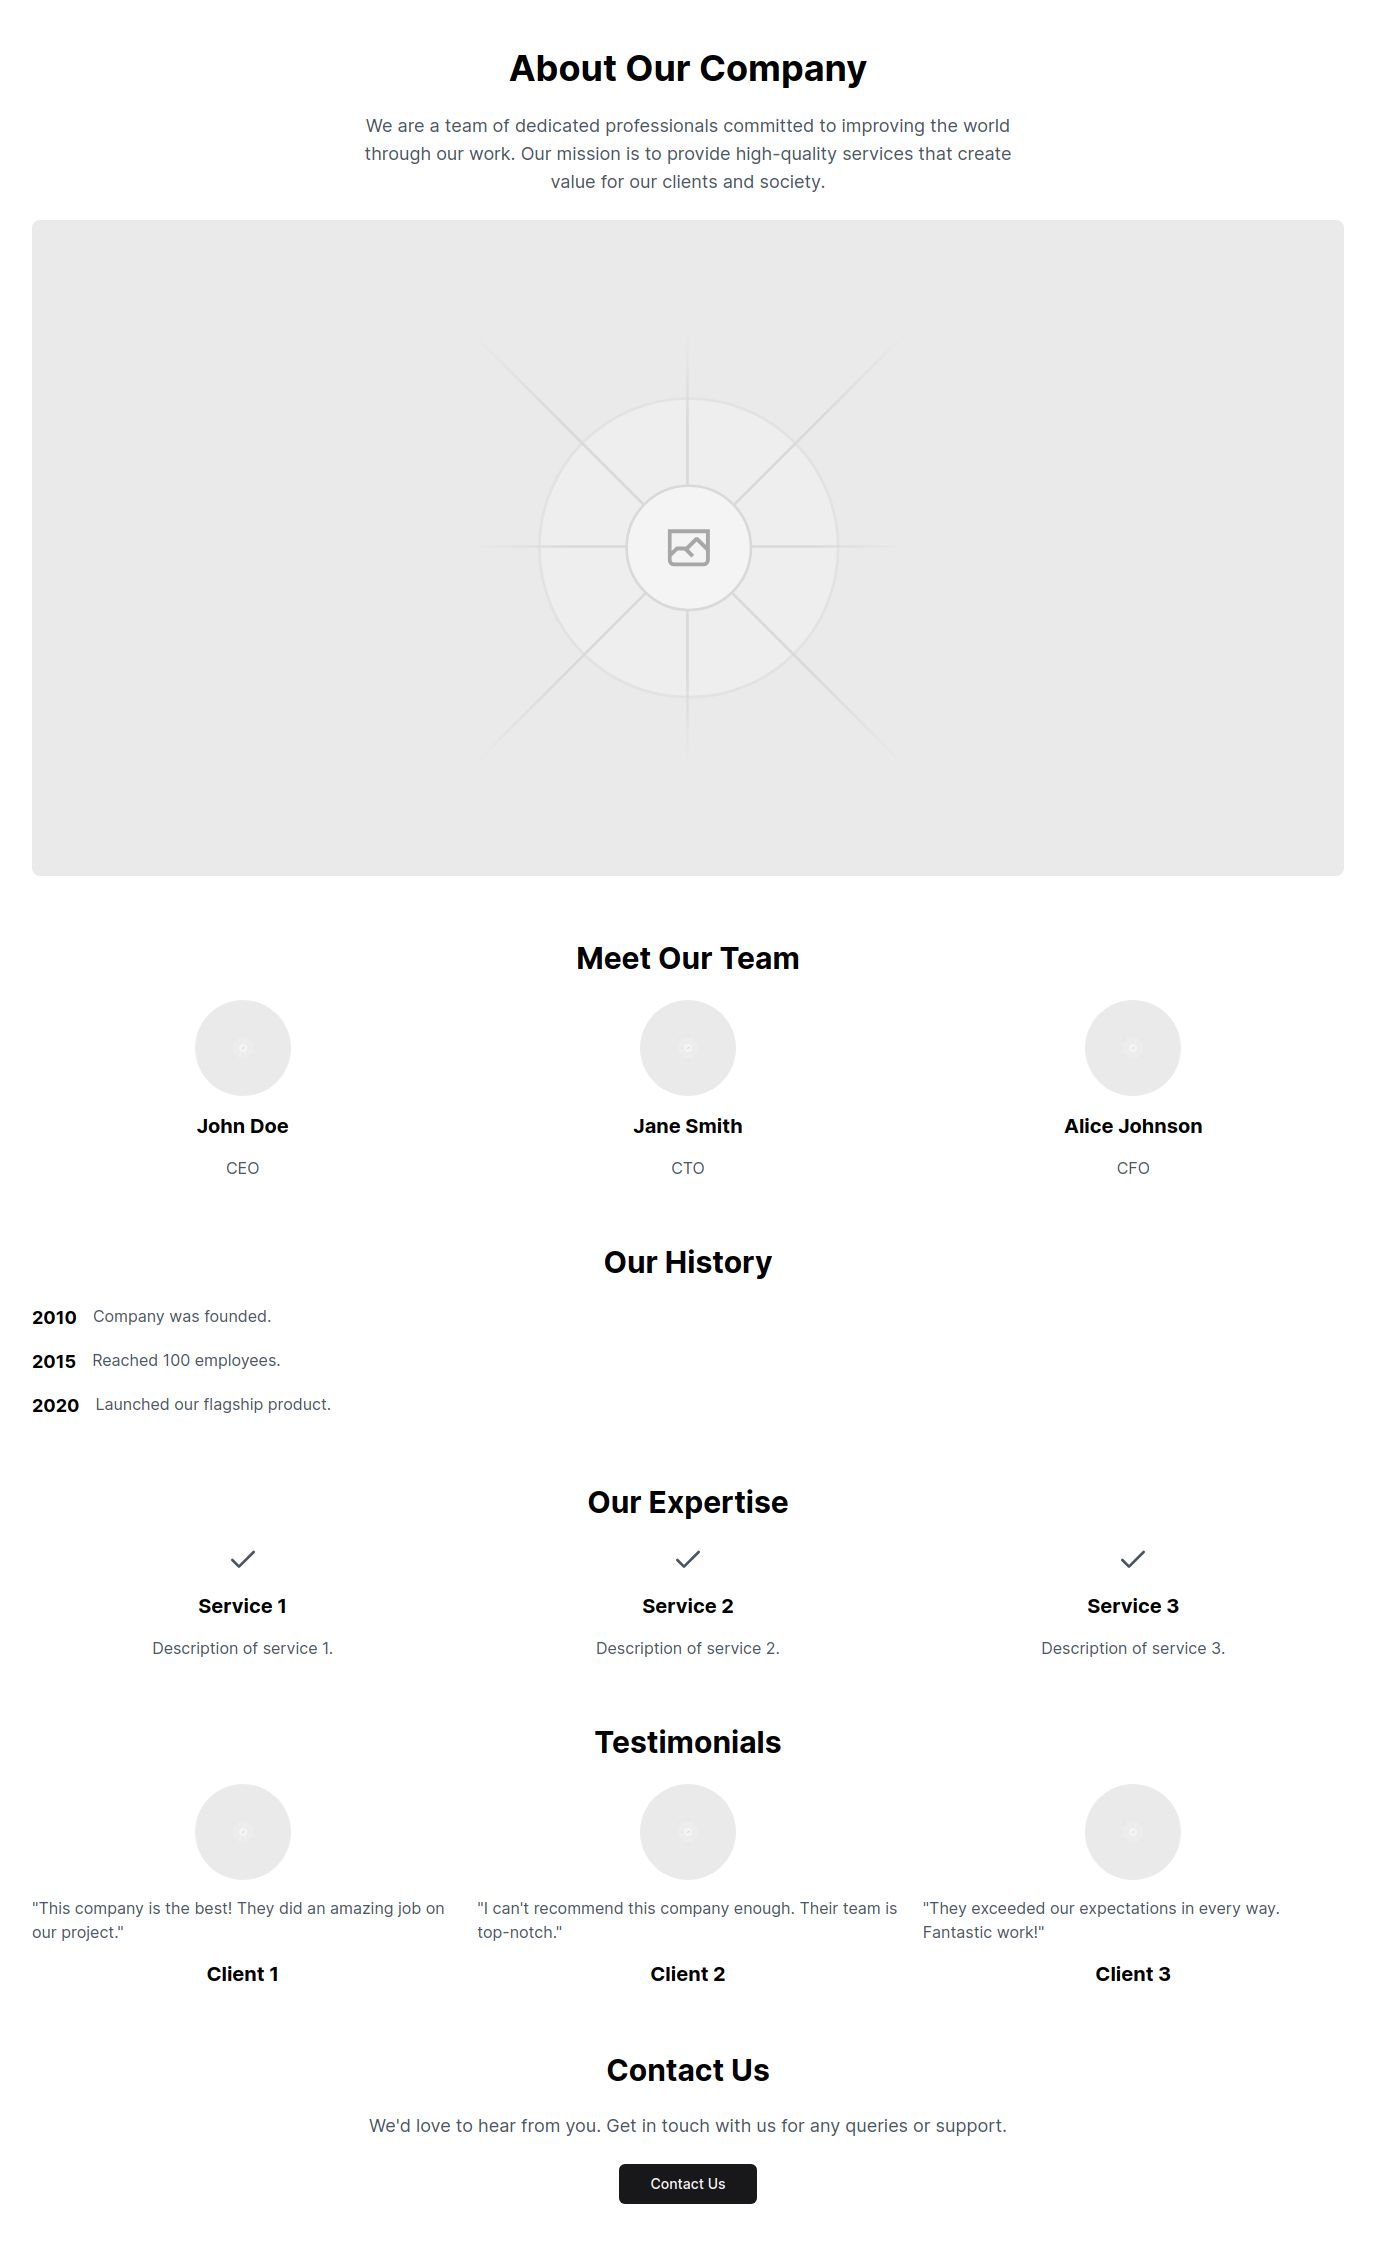 About Our Company
We are a team of dedicated professionals committed to improving the world
through our work. Our mission is to provide high-quality services that create
value for our clients and society.
Meet Our Team
John Doe
Jane Smith
Alice Johnson
CEO
CTO
CFO
Our History
2010 Company was founded.
2015 Reached 100 employees.
2020 Launched our flagship product.
Our Expertise
Service 1
Service 2
Service 3
Description of service 1.
Description of service 2.
Description of service 3.
Testimonials
"This company is the best! They did an amazing job on
our project."
"I can't recommend this company enough. Their team is
top-notch."
"They exceeded our expectations in every way.
Fantastic work!"
Client 1
Client 2
Client 3
Contact Us
We'd love to hear from you. Get in touch with us for any queries or support.
Contact Us